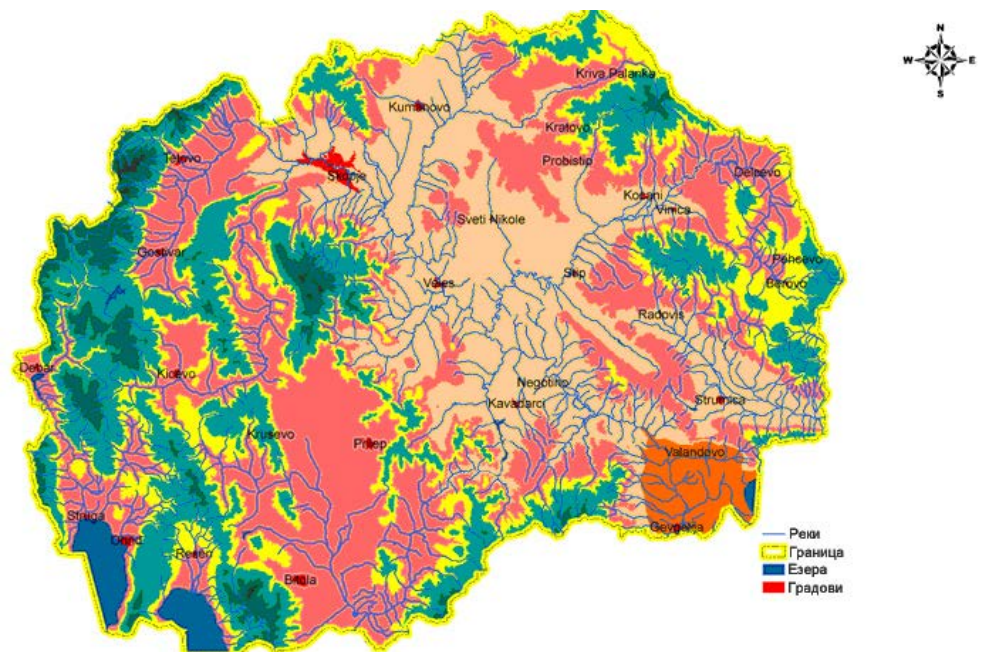 N
W E
S
Kriva Palanka
Kumanovo
Kratovo
Tetovo
Probistip
Skopje
Delcevo
Kocani
Vinica
Sveti Nikole
Gostivar
Pehcevo
Stip
Veles
Berovo
Radovis
Debar
Kicevo
Negotino
Kavadarci
Strumica
Krusevo
Prilep
Valandovo
Struga
Gevgelija
Ohrid
Resen
Bitola
Реки
Граница
Езера
Градови